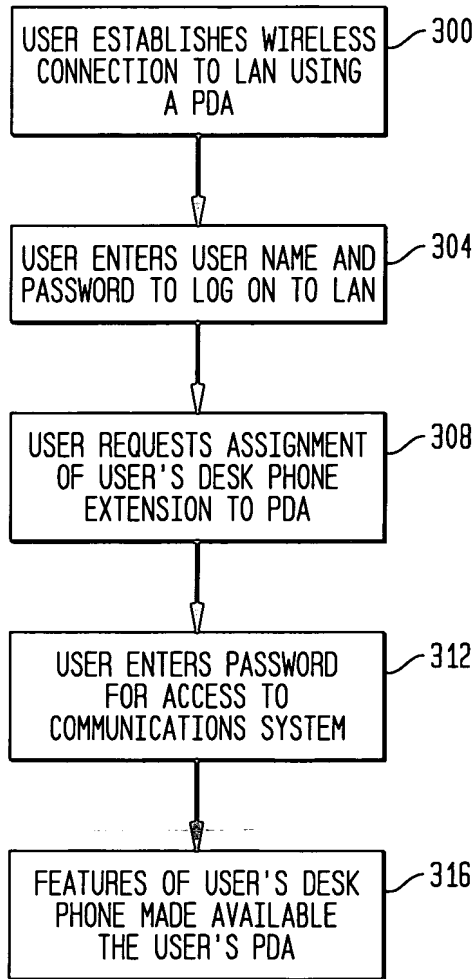 USER ESTABLISHES WIRELESS
CONNECTION TO LAN USING
A PDA
300
USER ENTERS USER NAME AND
PASSWORD TO LOG ON TO LAN
304
USER REQUESTS ASSIGNMENT
OF USER'S DESK PHONE
EXTENSION TO PDA
308
USER ENTERS PASSWORD
FOR ACCESS TO
COMMUNICATIONS SYSTEM
312
FEATURES OF USER'S DESK
PHONE MADE AVAILABLE
THE USER'S PDA
316